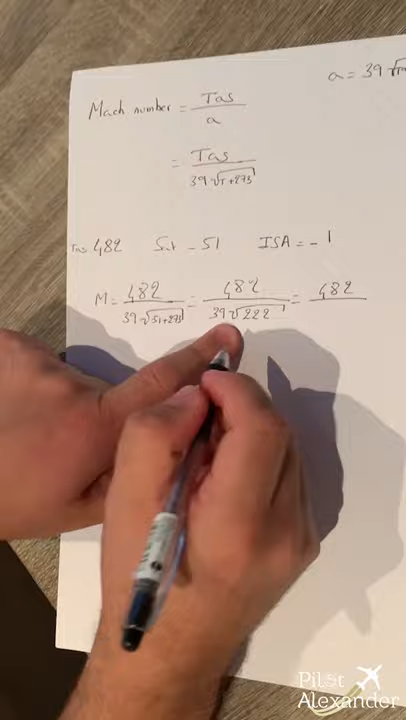 a = 39
Mach number = Tas / a
= Tas / 39√T+273
Tas 482 Sat - 51 ISA = - 1
M = 482 / 39√51+273 = 482 / 39√222 = 482
Pilot
Alexander